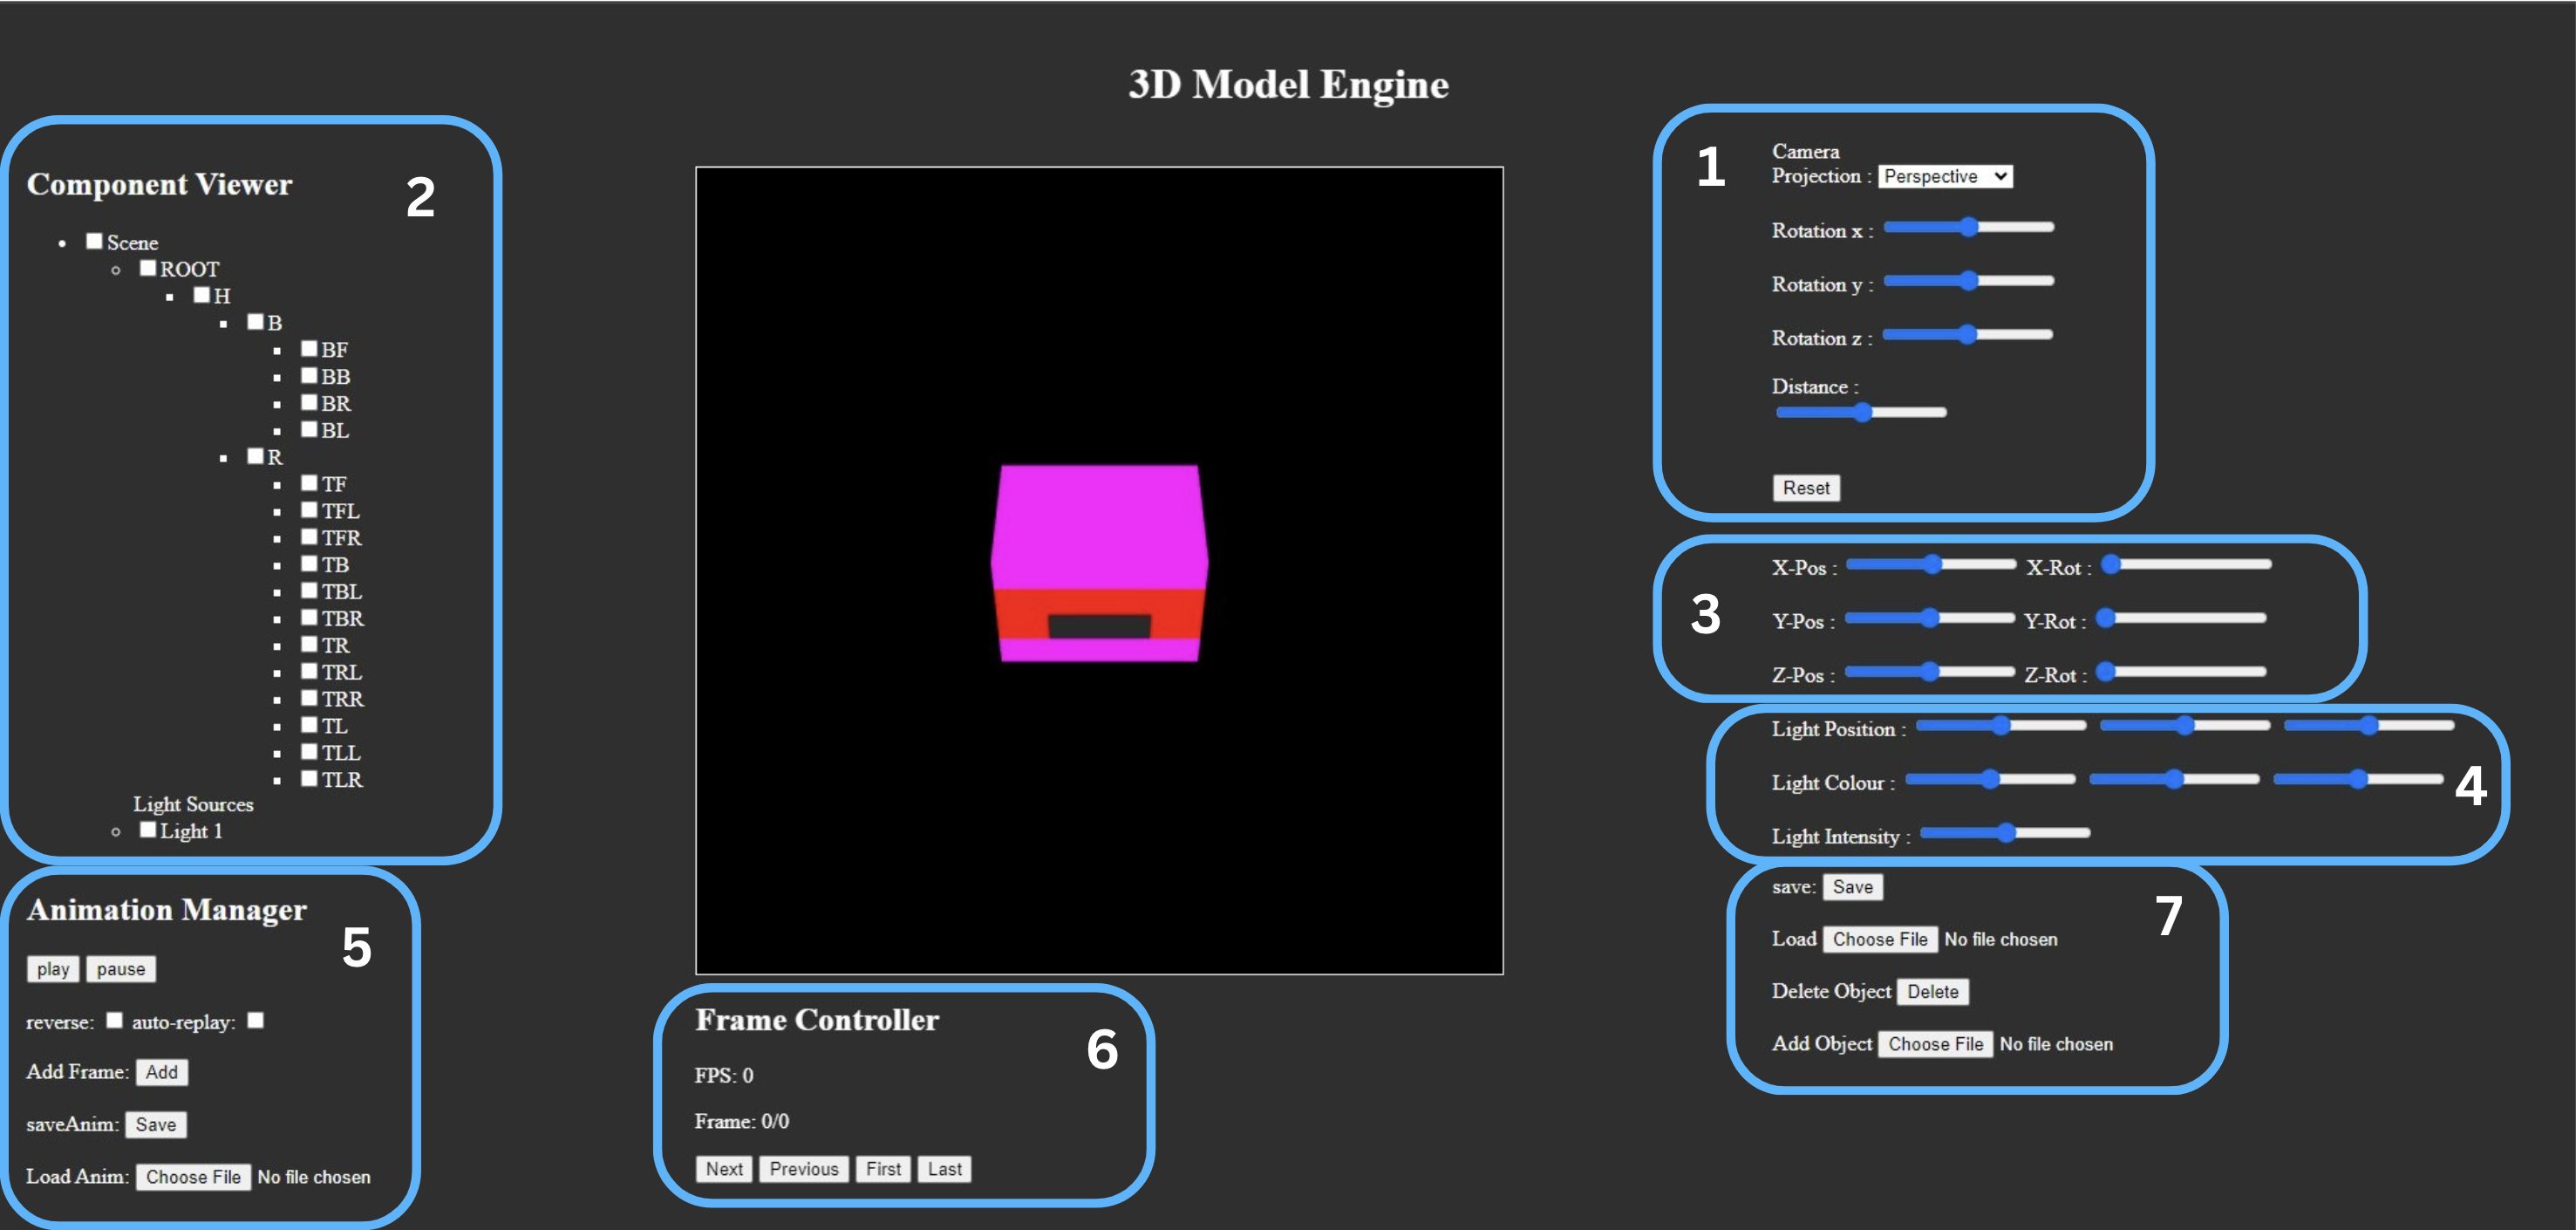 3D Model Engine
2
Component Viewer
Scene
ROOT
H
B
BF
BB
BR
BL
R
TF
TFL
TFR
TB
TBL
TBR
TR
TRL
TRR
TL
TLL
TLR
Light Sources
Light 1
5
Animation Manager
play pause
reverse: auto-replay:
Add Frame: Add
saveAnim: Save
Load Anim: Choose File No file chosen
6
Frame Controller
FPS: 0
Frame: 0/0
Next Previous First Last
1
Camera
Projection : Perspective
Rotation x :
Rotation y :
Rotation z :
Distance :
Reset
3
X-Pos : X-Rot :
Y-Pos : Y-Rot :
Z-Pos : Z-Rot :
4
Light Position :
Light Colour :
Light Intensity :
7
save: Save
Load Choose File No file chosen
Delete Object Delete
Add Object Choose File No file chosen